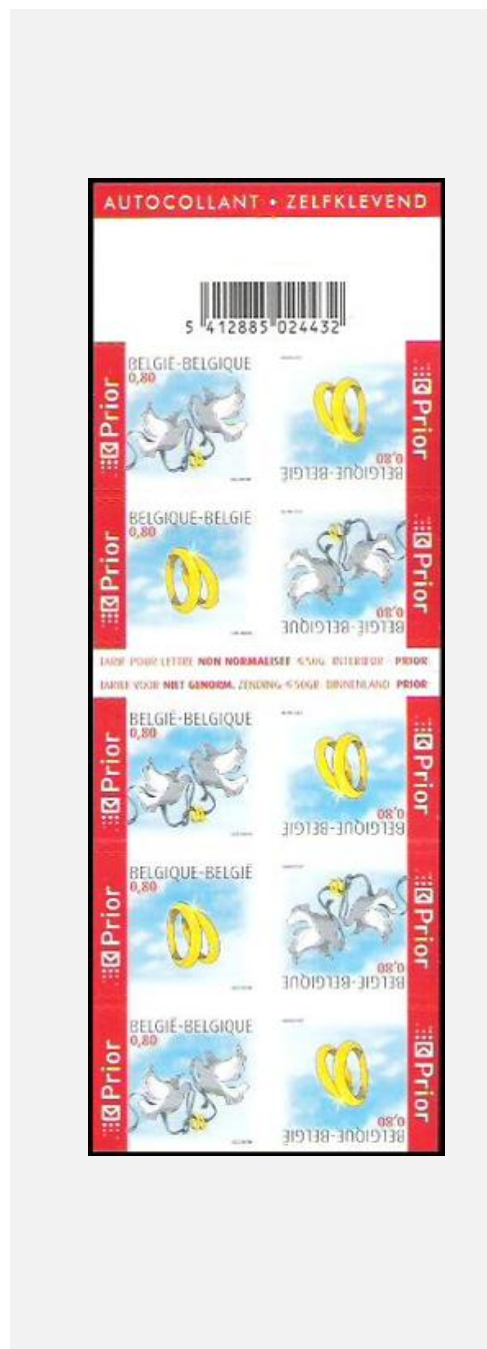 AUTOCOLLANT • ZELFKLEVEND
5 412885 024432
BELGIË-BELGIQUE
0,80
Prior
BELGIQUE-BELGIË
0,80
Prior
BELGIQUE-BELGIË
0,80
Prior
BELGIË-BELGIQUE
0,80
Prior
TARIF POUR LETTRE NON NORMALISÉE ≤50G INTERIEUR - PRIOR
TARIEF VOOR NIET GENORM. ZENDING ≤50GR BINNENLAND PRIOR
BELGIË-BELGIQUE
0,80
Prior
BELGIQUE-BELGIË
0,80
Prior
BELGIQUE-BELGIË
0,80
Prior
BELGIË-BELGIQUE
0,80
Prior
BELGIË-BELGIQUE
0,80
Prior
BELGIQUE-BELGIË
0,80
Prior